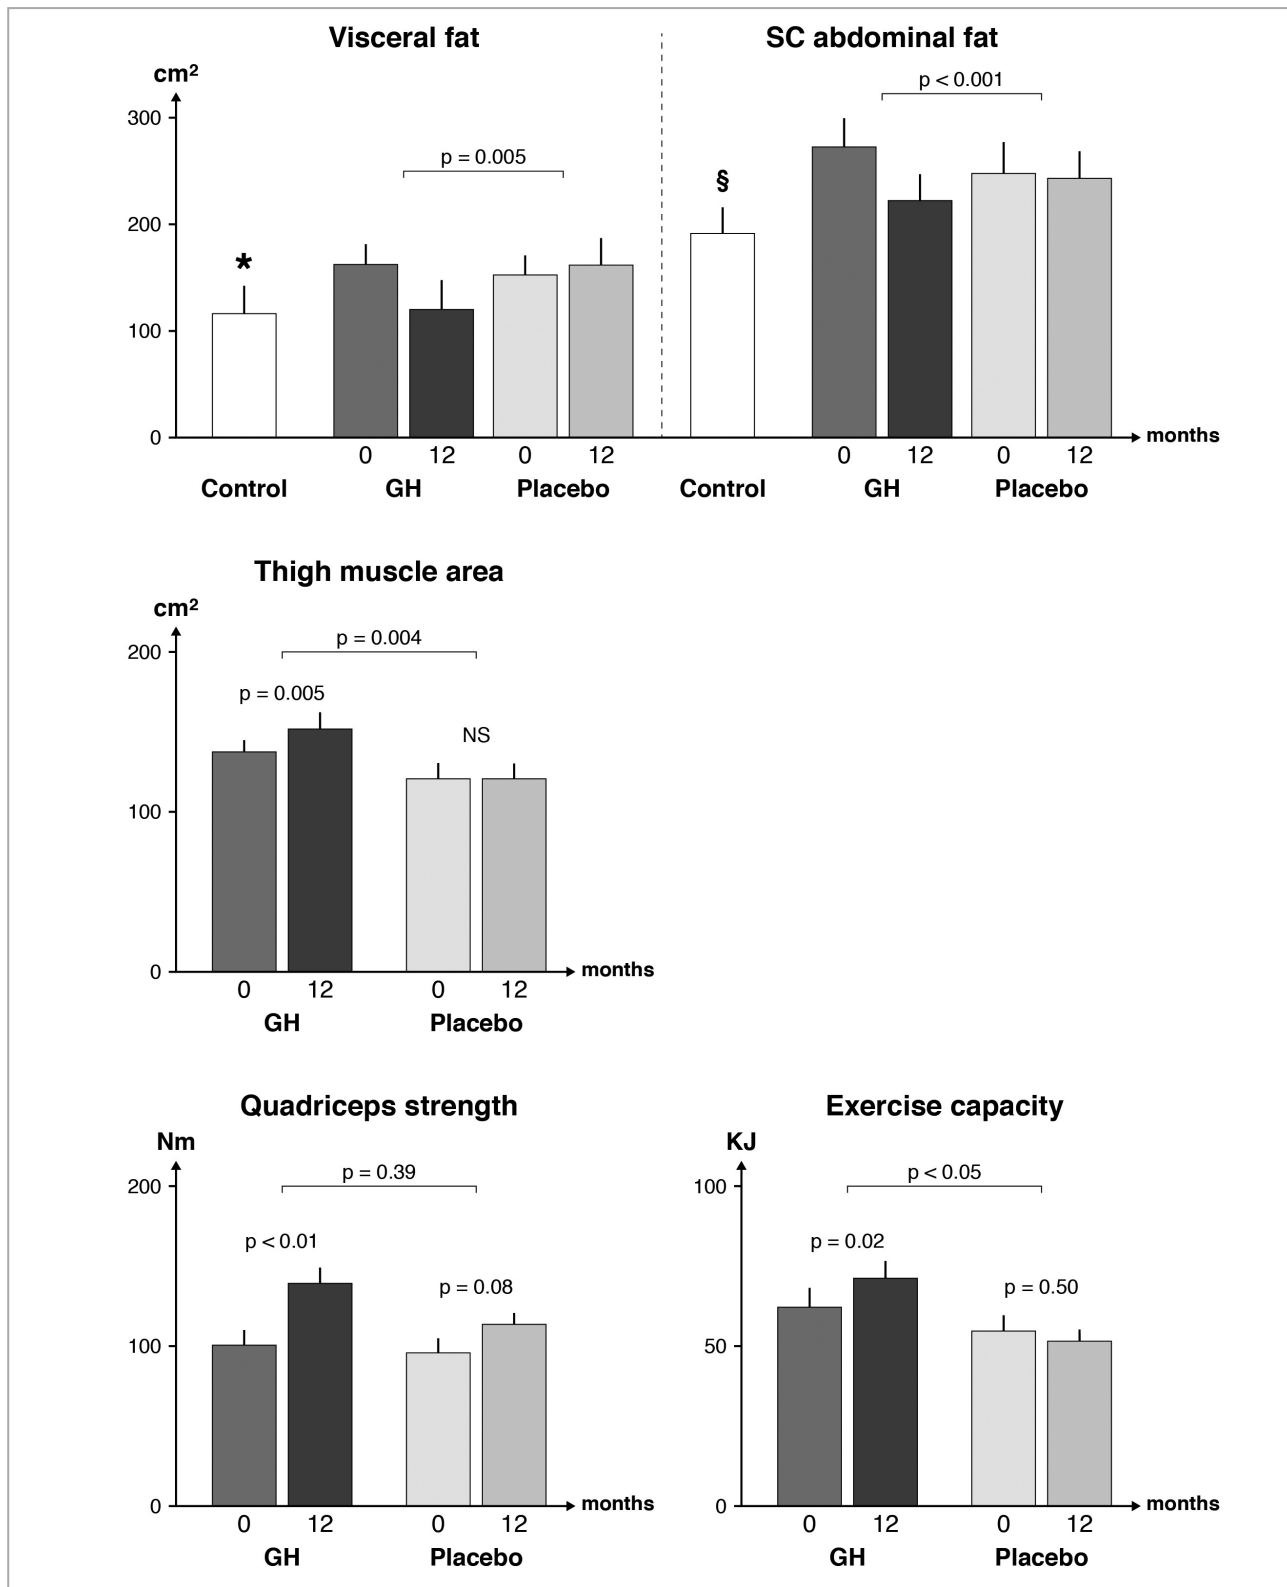 Visceral fat
SC abdominal fat
cm²
p < 0.001
300
p = 0.005
§
200
*
100
0
months
0 12 0 12 0 12 0 12
Control GH Placebo Control GH Placebo
Thigh muscle area
cm²
p = 0.004
200
p = 0.005
NS
100
0
months
0 12 0 12
GH Placebo
Quadriceps strength
Nm
p = 0.39
200
p < 0.01
p = 0.08
100
0
months
0 12 0 12
GH Placebo
Exercise capacity
KJ
p < 0.05
100
p = 0.02
p = 0.50
50
0
months
0 12 0 12
GH Placebo